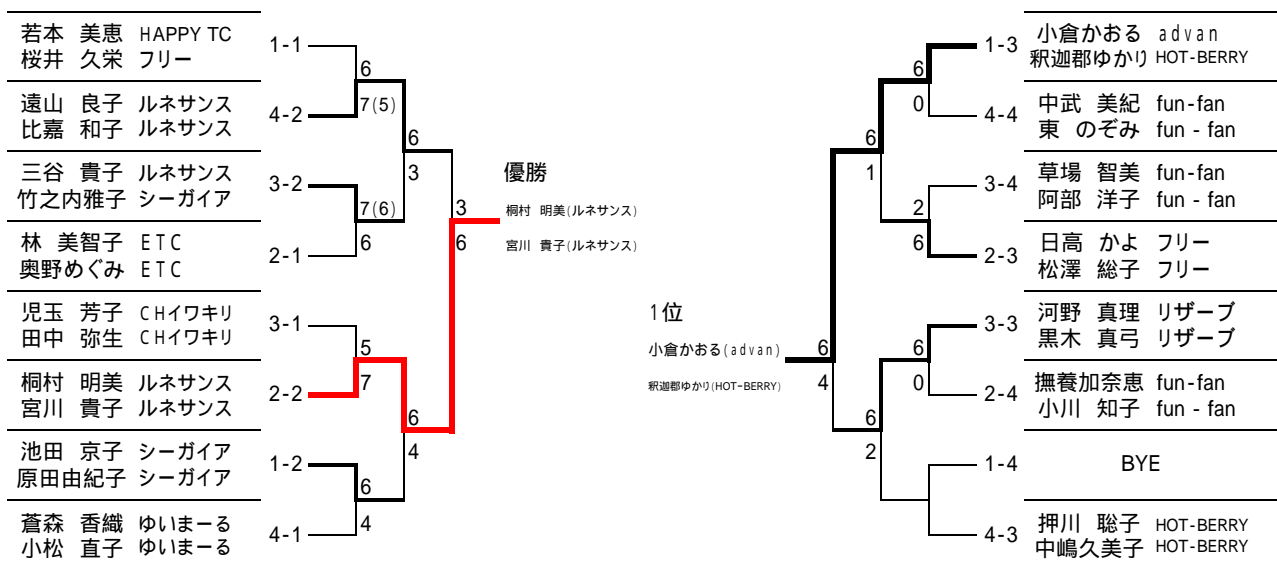 若本 美恵 HAPPY TC
桜井 久栄 フリー
1-1
遠山 良子 ルネサンス
比嘉 和子 ルネサンス
4-2
三谷 貴子 ルネサンス
竹之内雅子 シーガイア
3-2
林 美智子 ETC
奥野めぐみ ETC
2-1
児玉 芳子 CHイワキリ
田中 弥生 CHイワキリ
3-1
桐村 明美 ルネサンス
宮川 貴子 ルネサンス
2-2
池田 京子 シーガイア
原田由紀子 シーガイア
1-2
蒼森 香織 ゆいまーる
小松 直子 ゆいまーる
4-1
6
7(5)
7(6)
6
5
7
6
4
6
3
6
4
3
6
優勝
桐村 明美(ルネサンス)
宮川 貴子(ルネサンス)
1位
小倉かおる(advan)
釈迦郡ゆかり(HOT-BERRY)
6
4
6
1
6
2
6
0
2
6
6
0
1-3
小倉かおる advan
釈迦郡ゆかり HOT-BERRY
4-4
中武 美紀 fun-fan
東 のぞみ fun - fan
3-4
草場 智美 fun-fan
阿部 洋子 fun - fan
2-3
日高 かよ フリー
松澤 総子 フリー
3-3
河野 真理 リザーブ
黒木 真弓 リザーブ
2-4
撫養加奈恵 fun-fan
小川 知子 fun - fan
1-4
BYE
4-3
押川 聡子 HOT-BERRY
中嶋久美子 HOT-BERRY